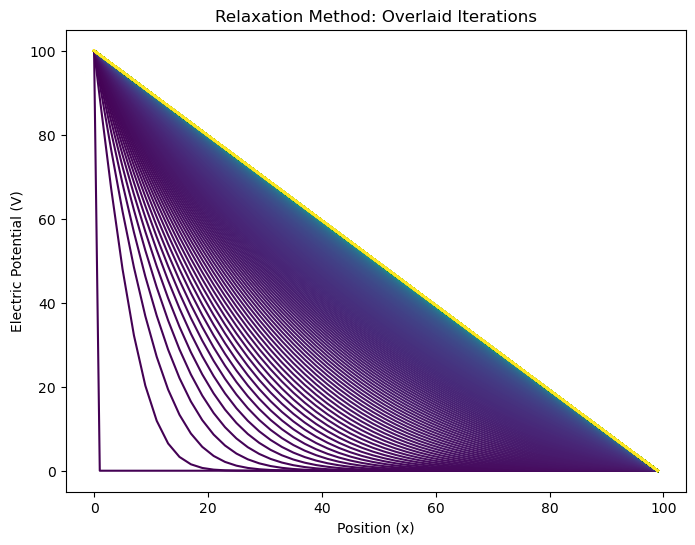 Relaxation Method: Overlaid Iterations
Electric Potential (V)
100
80
60
40
20
0
0 20 40 60 80 100
Position (x)